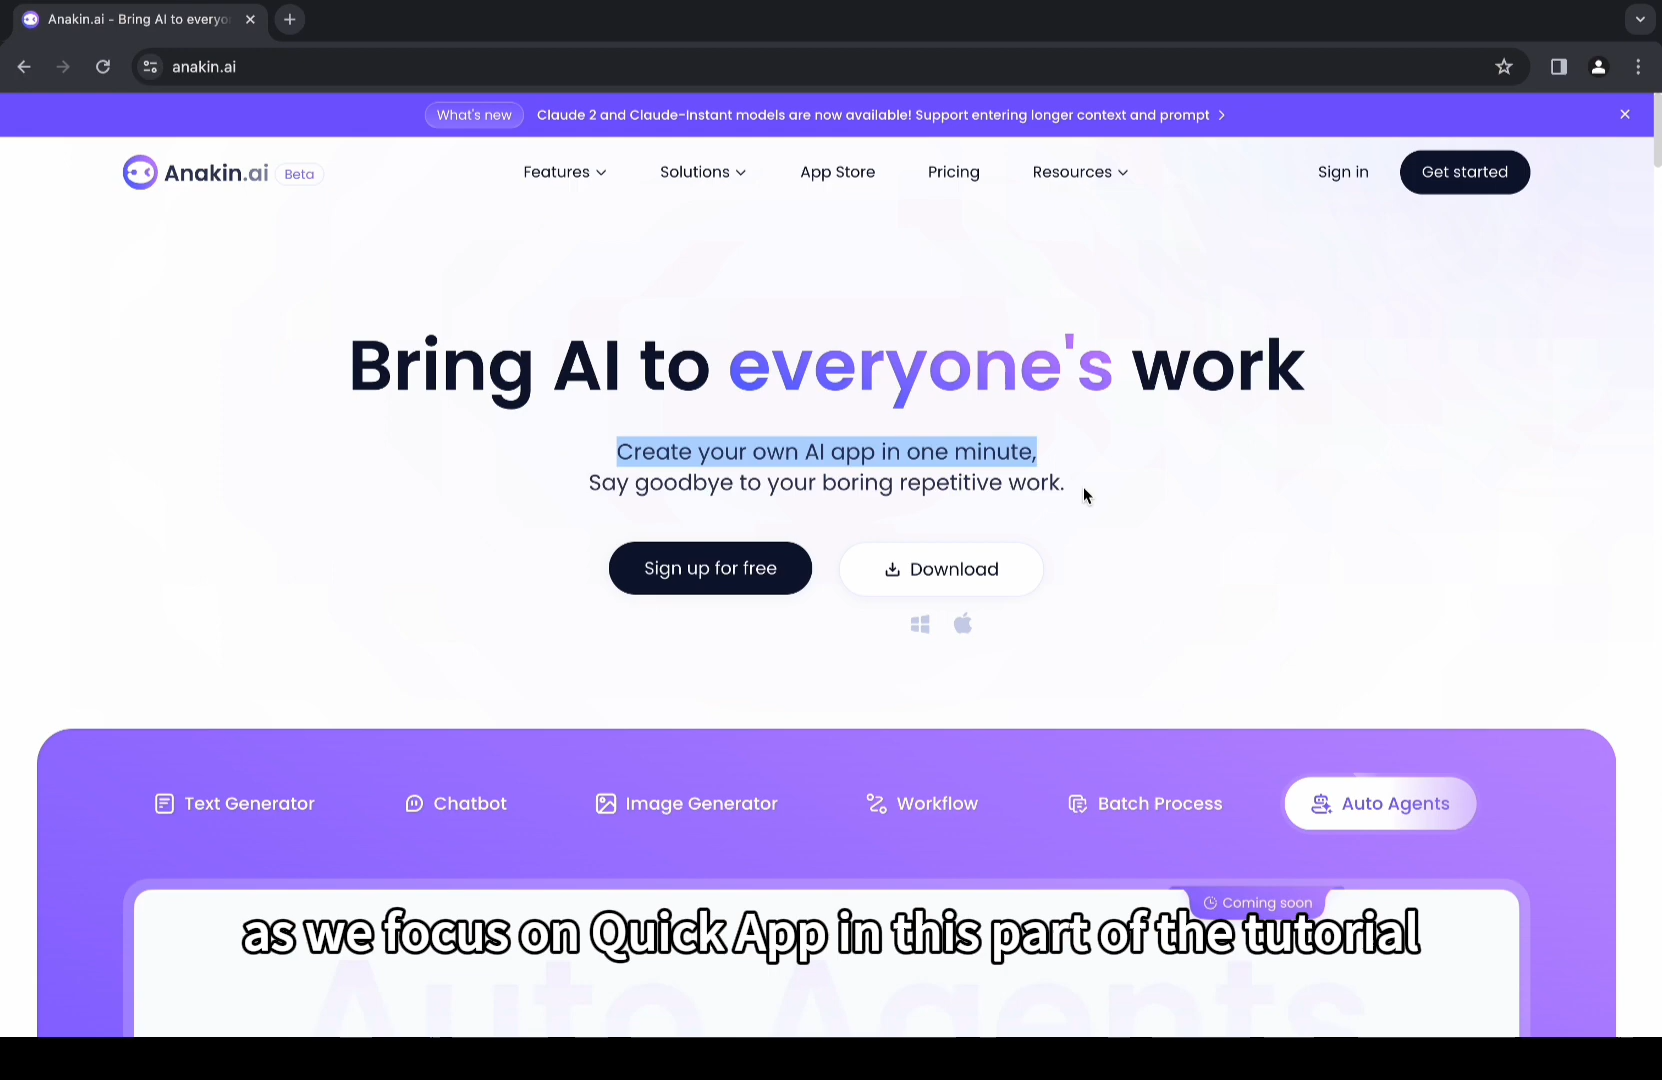 Anakin.ai - Bring AI to everyo
anakin.ai
What's new
Claude 2 and Claude-Instant models are now available! Support entering longer context and prompt
Anakin.ai
Beta
Features
Solutions
App Store
Pricing
Resources
Sign in
Get started
Bring AI to everyone's work
Create your own AI app in one minute,
Say goodbye to your boring repetitive work.
Sign up for free
Download
Text Generator
Chatbot
Image Generator
Workflow
Batch Process
Auto Agents
Coming soon
as we focus on Quick App in this part of the tutorial
Auto Agents